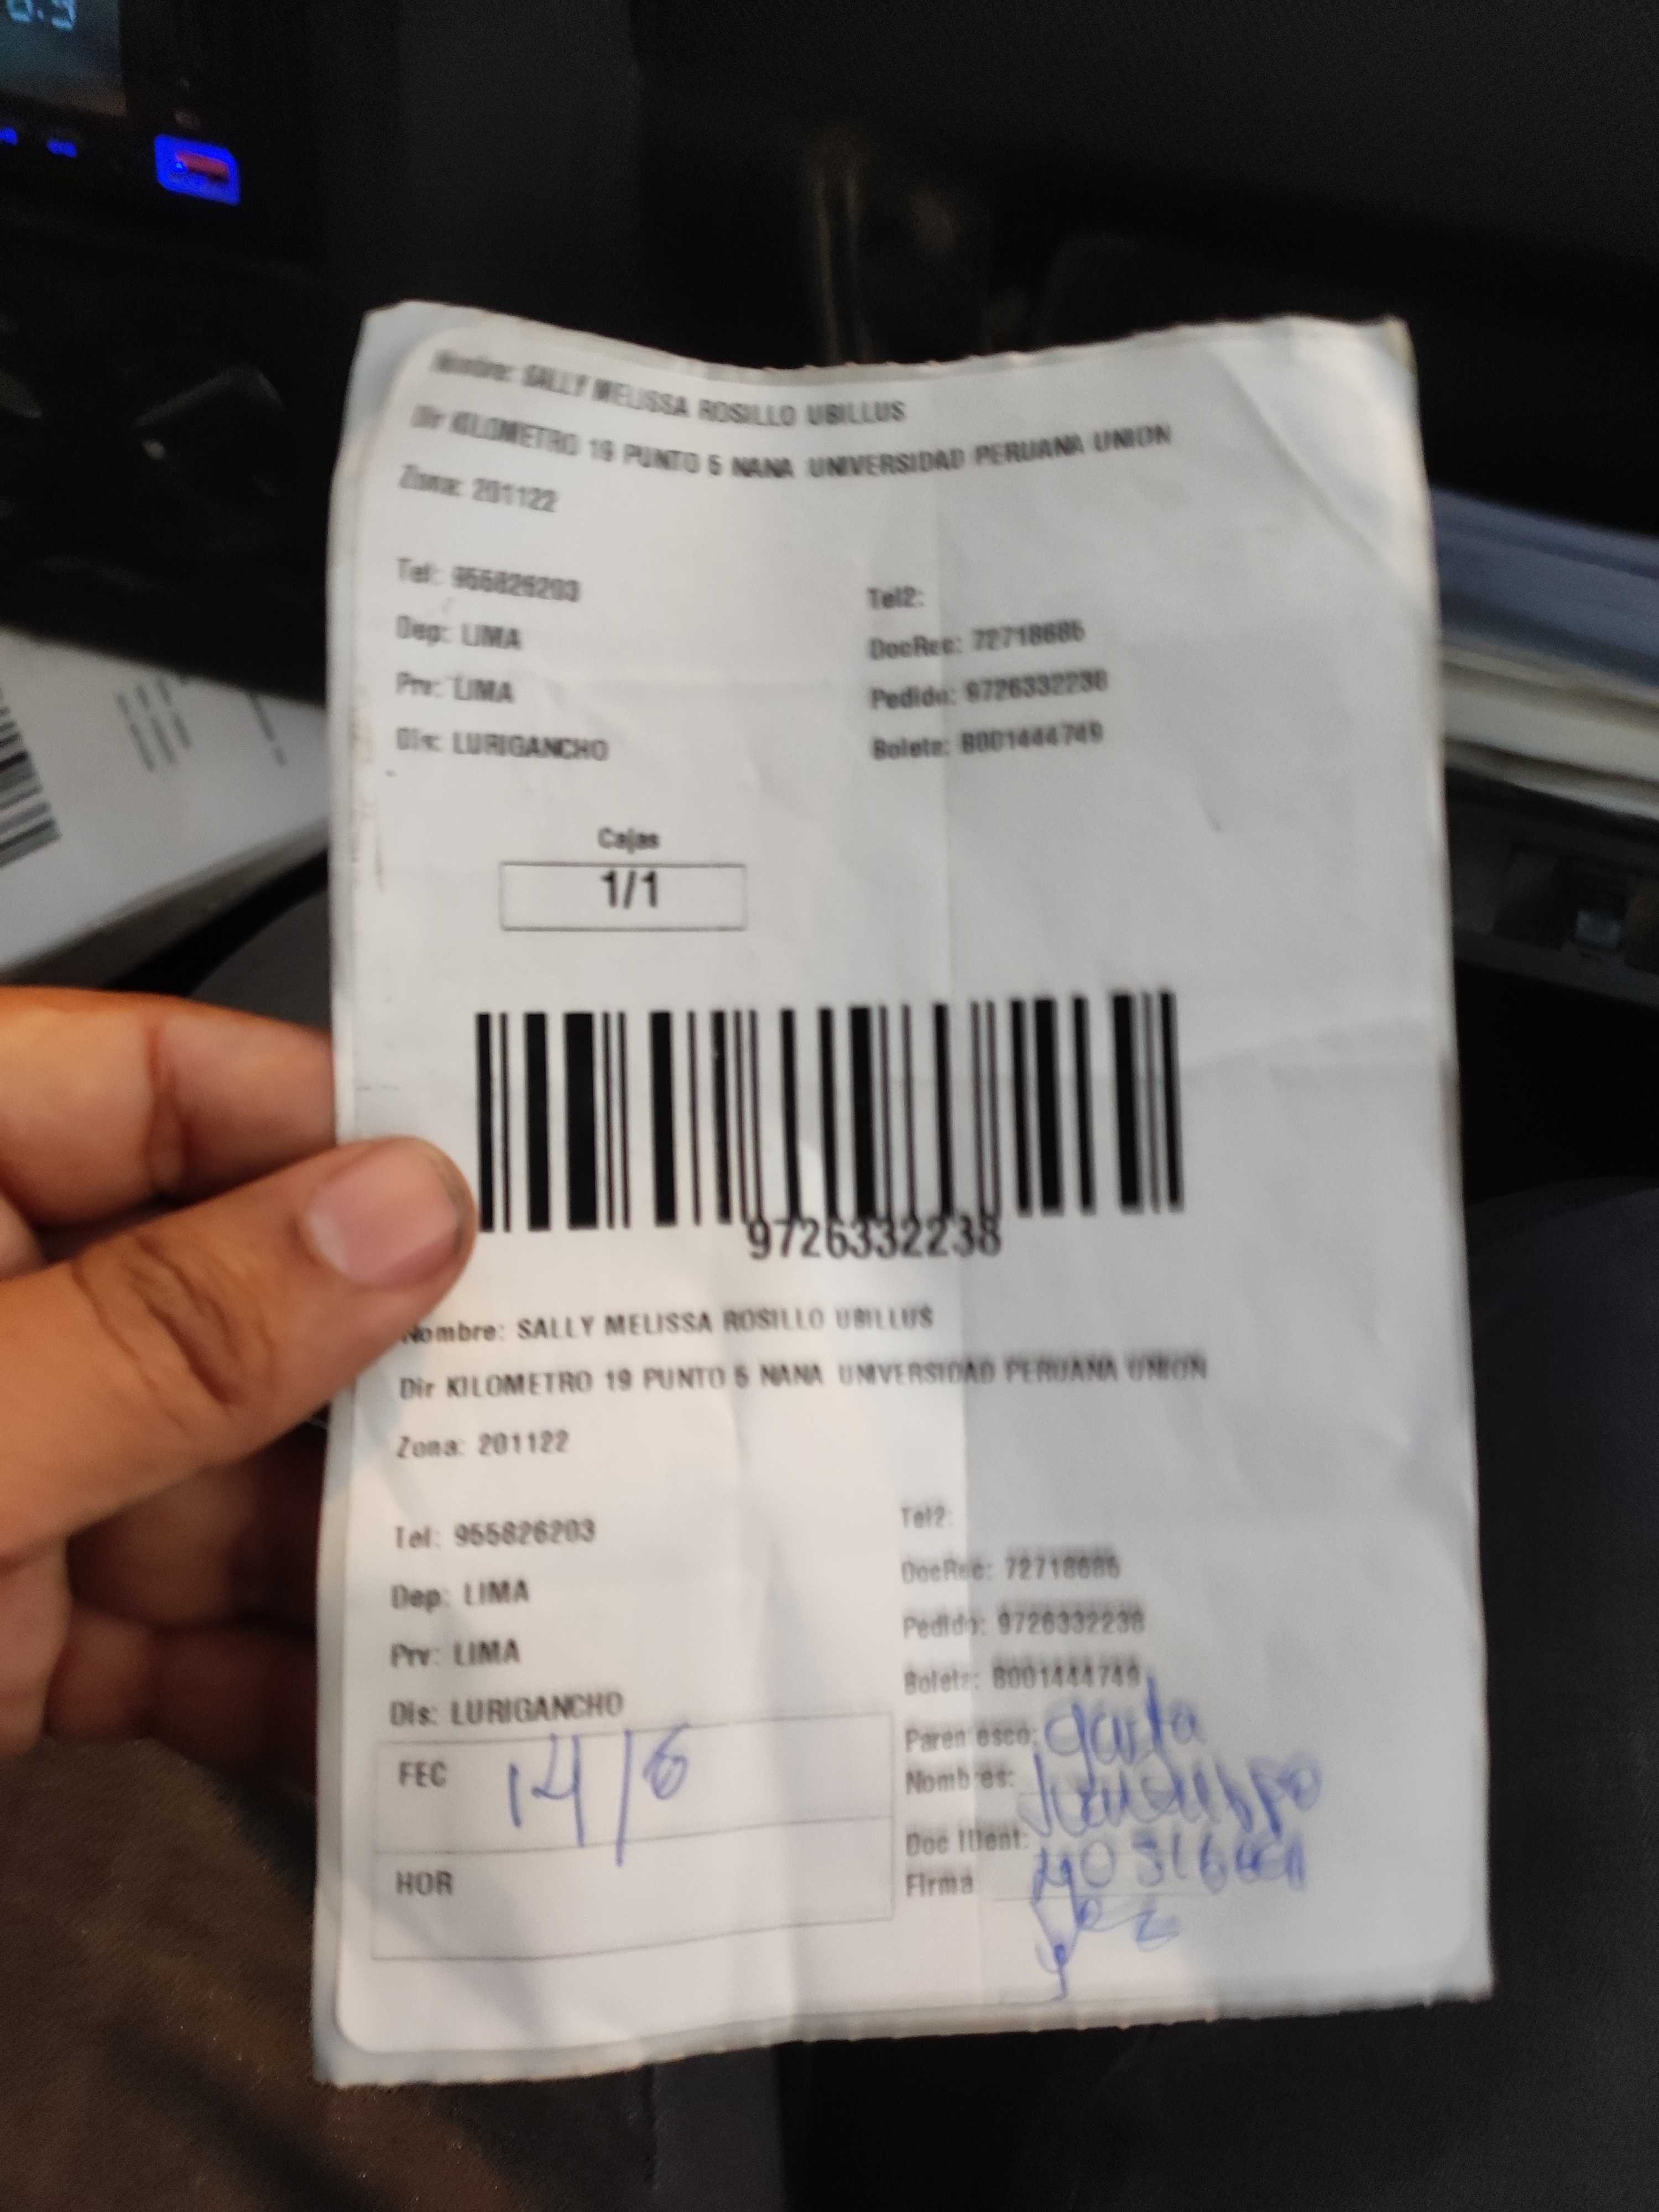 Nombre: SALLY MELISSA ROSILLO UBILLUS
Dir KILOMETRO 19 PUNTO 5 NANA UNIVERSIDAD PERUANA UNION
Zona: 201122
Tel: 955826203
Tel2:
Dep: LIMA
DocRec: 72718685
Prv: LIMA
Pedido: 9726332238
Dis: LURIGANCHO
Boleta: B001444749
Cajas
1/1
9726332238
Nombre: SALLY MELISSA ROSILLO UBILLUS
Dir KILOMETRO 19 PUNTO 5 NANA UNIVERSIDAD PERUANA UNION
Zona: 201122
Tel: 955826203
Tel2:
Dep: LIMA
DocRec: 72718685
Prv: LIMA
Pedido: 9726332238
Dis: LURIGANCHO
Boleta: B001444749
FEC 14/6
HOR
Parentesco:
Nombres:
Doc Ident:
Firma